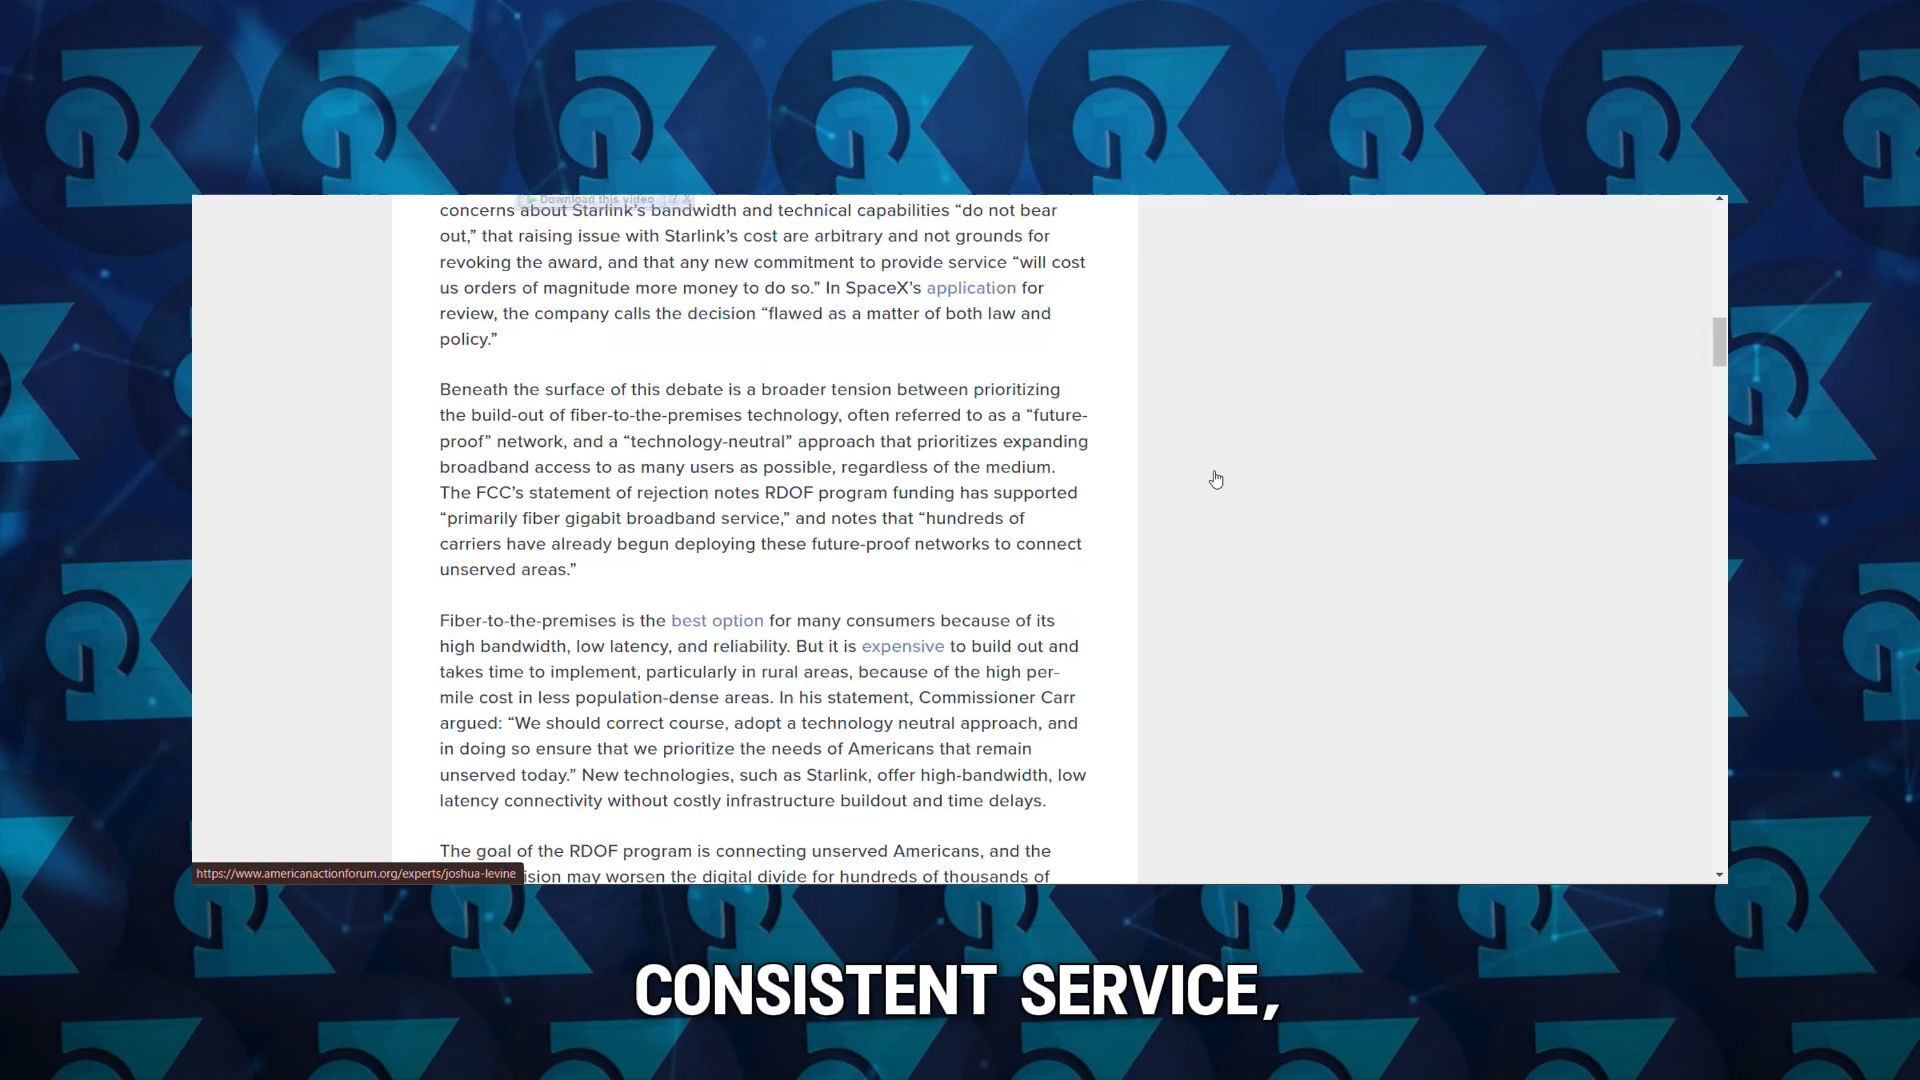 Download this video
concerns about Starlink’s bandwidth and technical capabilities “do not bear
out,” that raising issue with Starlink’s cost are arbitrary and not grounds for
revoking the award, and that any new commitment to provide service “will cost
us orders of magnitude more money to do so.” In SpaceX’s application for
review, the company calls the decision “flawed as a matter of both law and
policy.”
Beneath the surface of this debate is a broader tension between prioritizing
the build-out of fiber-to-the-premises technology, often referred to as a “future-
proof” network, and a “technology-neutral” approach that prioritizes expanding
broadband access to as many users as possible, regardless of the medium.
The FCC’s statement of rejection notes RDOF program funding has supported
“primarily fiber gigabit broadband service,” and notes that “hundreds of
carriers have already begun deploying these future-proof networks to connect
unserved areas.”
Fiber-to-the-premises is the best option for many consumers because of its
high bandwidth, low latency, and reliability. But it is expensive to build out and
takes time to implement, particularly in rural areas, because of the high per-
mile cost in less population-dense areas. In his statement, Commissioner Carr
argued: “We should correct course, adopt a technology neutral approach, and
in doing so ensure that we prioritize the needs of Americans that remain
unserved today.” New technologies, such as Starlink, offer high-bandwidth, low
latency connectivity without costly infrastructure buildout and time delays.
The goal of the RDOF program is connecting unserved Americans, and the
ision may worsen the digital divide for hundreds of thousands of
https://www.americanactionforum.org/experts/joshua-levine
CONSISTENT SERVICE,